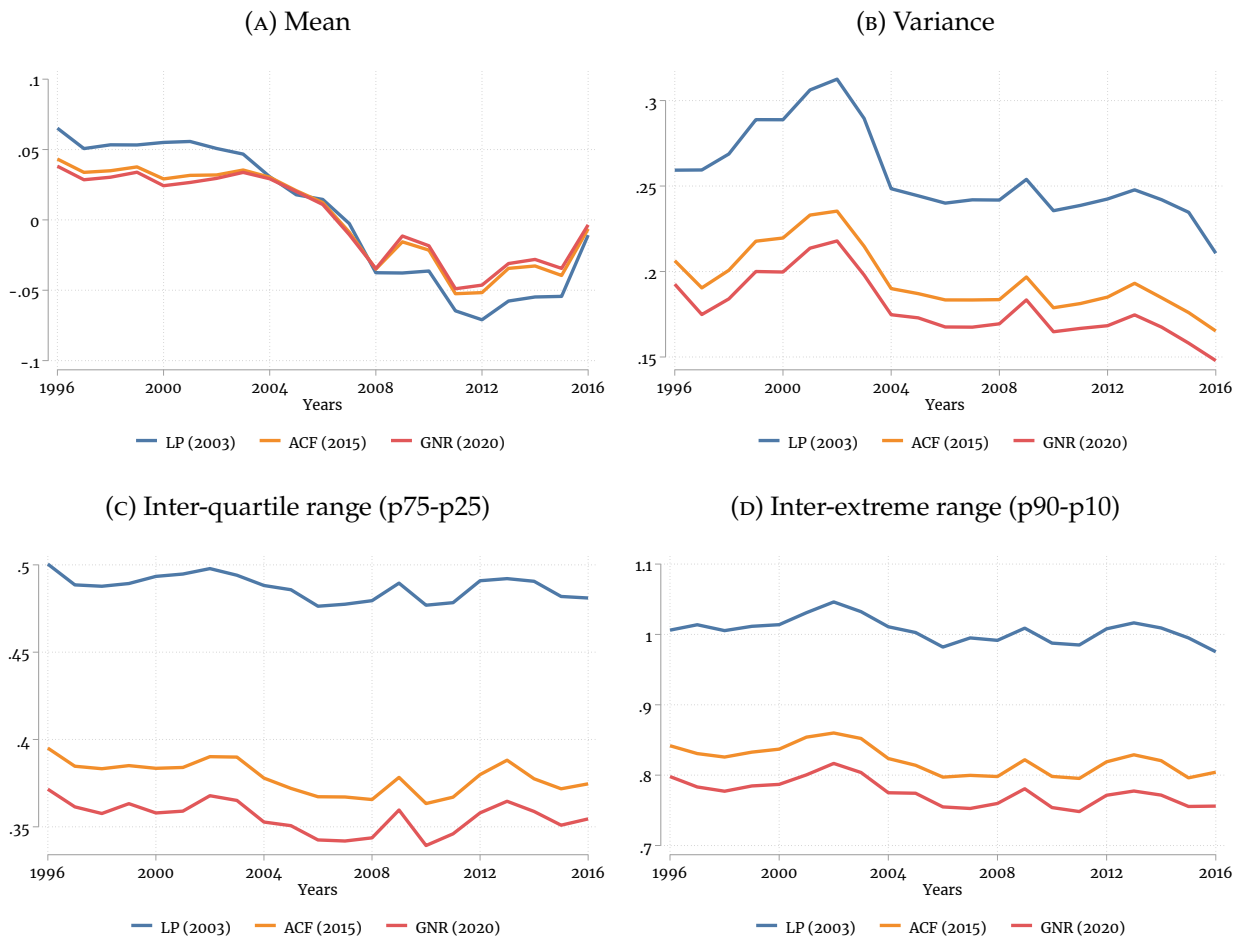 (A) Mean
.1
.05
0
-.05
-.1
1996 2000 2004 2008 2012 2016
Years
LP (2003) ACF (2015) GNR (2020)
(B) Variance
.3
.25
.2
.15
1996 2000 2004 2008 2012 2016
Years
LP (2003) ACF (2015) GNR (2020)
(C) Inter-quartile range (p75-p25)
.5
.45
.4
.35
1996 2000 2004 2008 2012 2016
Years
LP (2003) ACF (2015) GNR (2020)
(D) Inter-extreme range (p90-p10)
1.1
1
.9
.8
.7
1996 2000 2004 2008 2012 2016
Years
LP (2003) ACF (2015) GNR (2020)